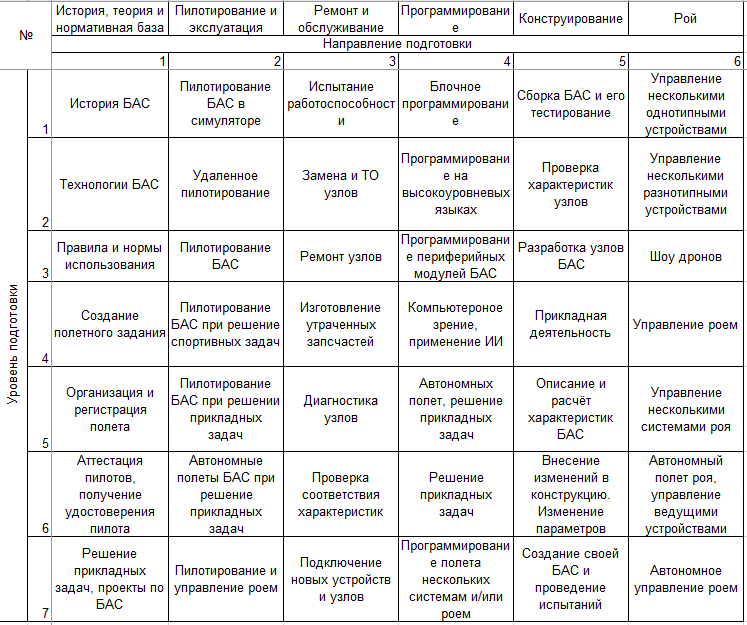 №
История, теория и
нормативная база
Пилотирование и
экслуатация
Ремонт и
обслуживание
Программировани
е
Конструирование
Рой
Направление подготовки
1
2
3
4
5
6
Уровень подготовки
1
История БАС
Пилотирование
БАС в
симуляторе
Испытание
работоспособност
и
Блочное
программировани
е
Сборка БАС и его
тестирование
Управление
несколькими
однотипными
устройствами
2
Технологии БАС
Удаленное
пилотирование
Замена и ТО
узлов
Программировани
е на
высокоуровневых
языках
Проверка
характеристик
узлов
Управление
несколькими
разнотипными
устройствами
3
Правила и нормы
использования
Пилотирование
БАС
Ремонт узлов
Программировани
е периферийных
модулей БАС
Разработка узлов
БАС
Шоу дронов
4
Создание
полетного задания
Пилотирование
БАС при решение
спортивных задач
Изготовление
утраченных
запсчастей
Компьютероное
зрение,
применение ИИ
Прикладная
деятельность
Управление роем
5
Организация и
регистрация
полета
Пилотирование
БАС при решении
прикладных
задач
Диагностика
узлов
Автономных
полет, решение
прикладных
задач
Описание и
расчёт
характеристик
БАС
Управление
несколькими
системами роя
6
Аттестация
пилотов,
получение
удостоверения
пилота
Автономные
полеты БАС при
решение
прикладных
задач
Проверка
соответствия
характеристик
Решение
прикладных
задач
Внесение
изменений в
конструкцию.
Изменение
параметров
Автономный
полет роя,
управление
ведущими
устройствами
7
Решение
прикладных
задач, проекты по
БАС
Пилотирование и
управление роем
Подключение
новых устройств
и узлов
Программировани
е полета
нескольких
системам и/или
роем
Создание своей
БАС и
проведение
испытаний
Автономное
управление роем